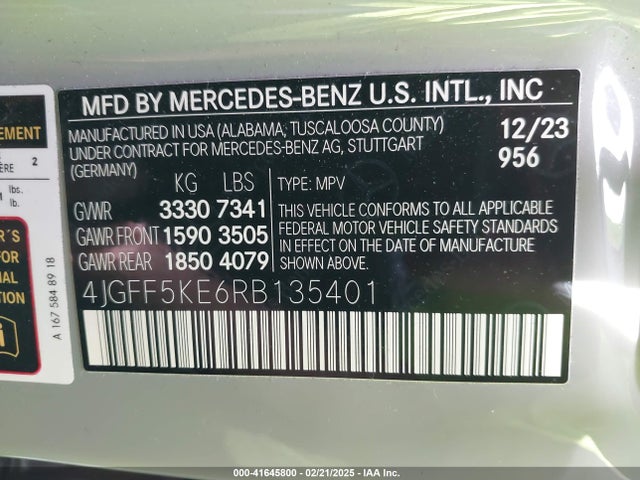 MFD BY MERCEDES-BENZ U.S. INTL., INC
MANUFACTURED IN USA (ALABAMA, TUSCALOOSA COUNTY)
UNDER CONTRACT FOR MERCEDES-BENZ AG, STUTTGART
(GERMANY)
12/23
956
KG LBS
GVWR 3330 7341
GAWR FRONT 1590 3505
GAWR REAR 1850 4079
TYPE: MPV
THIS VEHICLE CONFORMS TO ALL APPLICABLE
FEDERAL MOTOR VEHICLE SAFETY STANDARDS
IN EFFECT ON THE DATE OF MANUFACTURE SHOWN
4JGFF5KE6RB135401
2
lbs.
lb.
A 167 584 89 18
000-41645800 • 02/21/2025 • IAA Inc.